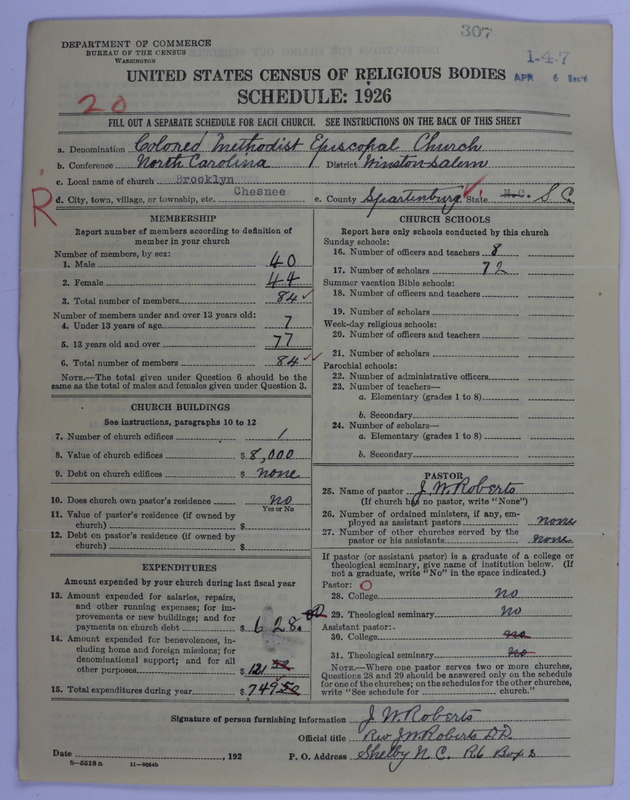 307
DEPARTMENT OF COMMERCE
BUREAU OF THE CENSUS
WASHINGTON
1-4-7
APR 6 Rec'd
UNITED STATES CENSUS OF RELIGIOUS BODIES
SCHEDULE: 1926
20
FILL OUT A SEPARATE SCHEDULE FOR EACH CHURCH. SEE INSTRUCTIONS ON THE BACK OF THIS SHEET
a. Denomination Colored Methodist Episcopal Church
b. Conference North Carolina District Winston-Salem
c. Local name of church Brooklyn
R
d. City, town, village, or township, etc. Chesnee e. County Spartenburg State N.C. S.C.
MEMBERSHIP
Report number of members according to definition of
member in your church
Number of members, by sex:
1. Male 40
2. Female 44
3. Total number of members 84 ✓
Number of members under and over 13 years old:
4. Under 13 years of age 7
5. 13 years old and over 77
6. Total number of members 84 ✓✓
NOTE.—The total given under Question 6 should be the
same as the total of males and females given under Question 3.
CHURCH BUILDINGS
See instructions, paragraphs 10 to 12
7. Number of church edifices 1
8. Value of church edifices $ 8,000
9. Debt on church edifices $ none
10. Does church own pastor's residence no
Yes or No
11. Value of pastor's residence (if owned by
church) $
12. Debt on pastor's residence (if owned by
church) $
EXPENDITURES
Amount expended by your church during last fiscal year
13. Amount expended for salaries, repairs,
and other running expenses; for im-
provements or new buildings; and for
payments on church debt $ 628.
14. Amount expended for benevolences, in-
cluding home and foreign missions; for
denominational support; and for all
other purposes $ 121 50
15. Total expenditures during year $ 749 50
CHURCH SCHOOLS
Report here only schools conducted by this church
Sunday schools:
16. Number of officers and teachers 8
17. Number of scholars 72
Summer vacation Bible schools:
18. Number of officers and teachers
19. Number of scholars
Week-day religious schools:
20. Number of officers and teachers
21. Number of scholars
Parochial schools:
22. Number of administrative officers
23. Number of teachers—
a. Elementary (grades 1 to 8)
b. Secondary
24. Number of scholars—
a. Elementary (grades 1 to 8)
b. Secondary
PASTOR
25. Name of pastor J. W. Roberts
(If church has no pastor, write "None")
26. Number of ordained ministers, if any, em-
ployed as assistant pastors none
27. Number of other churches served by the
pastor or his assistants none
If pastor (or assistant pastor) is a graduate of a college or
theological seminary, give name of institution below. (If
not a graduate, write "No" in the space indicated.)
Pastor: O
28. College no
29. Theological seminary No
Assistant pastor:
30. College no
31. Theological seminary no
NOTE.—Where one pastor serves two or more churches,
Questions 28 and 29 should be answered only on the schedule
for one of the churches; on the schedules for the other churches,
write "See schedule for church."
Signature of person furnishing information J. W. Roberts
Official title Rev. J. W. Roberts D.D.
Date , 192 P. O. Address Shelby N.C. R6 Box
8-5519 a 11-9264b